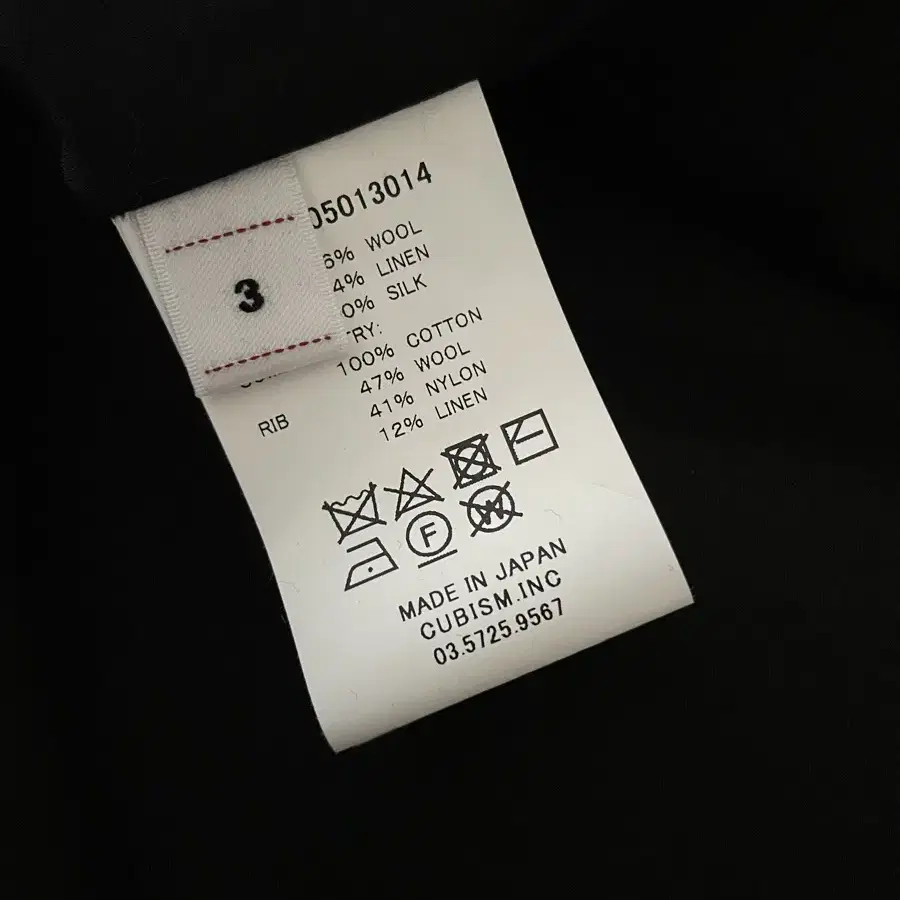 3
05013014
6% WOOL
4% LINEN
0% SILK
TRY:
100% COTTON
47% WOOL
RIB 41% NYLON
12% LINEN
F
W
MADE IN JAPAN
CUBISM.INC
03.5725.9567